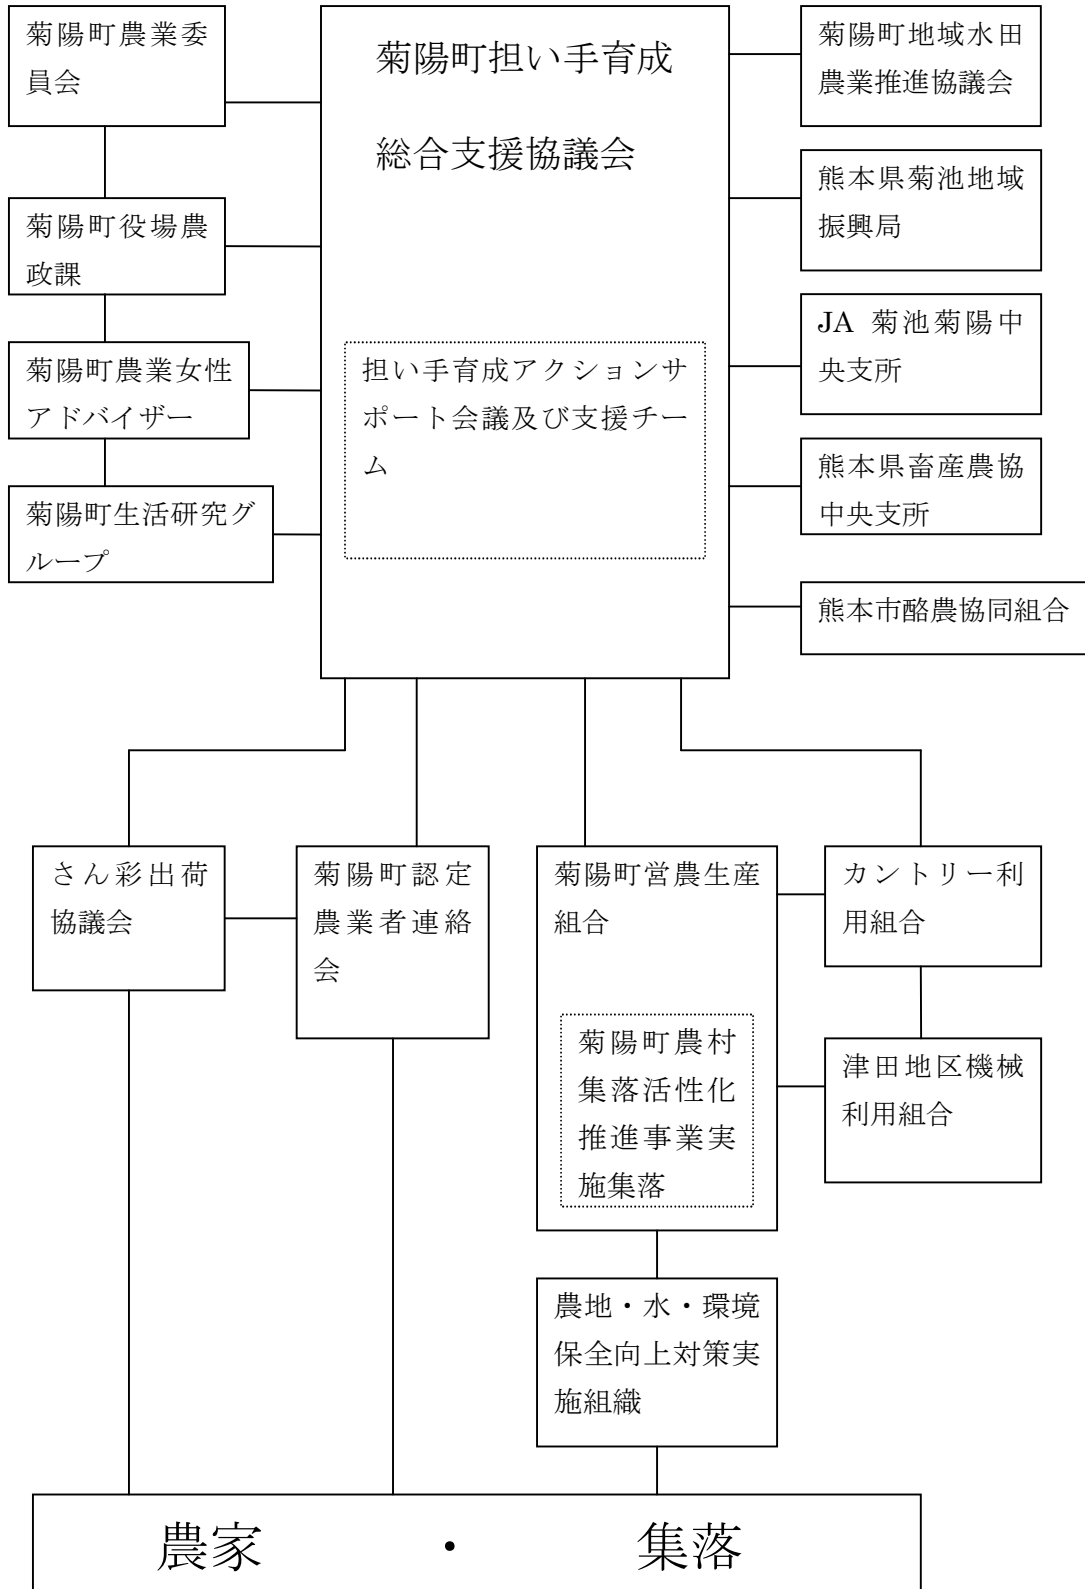 菊陽町農業委
員会
菊陽町役場農
政課
菊陽町農業女性
アドバイザー
菊陽町生活研究グ
ループ
菊陽町担い手育成
総合支援協議会
担い手育成アクションサ
ポート会議及び支援チー
ム
菊陽町地域水田
農業推進協議会
熊本県菊池地域
振興局
JA 菊池菊陽中
央支所
熊本県畜産農協
中央支所
熊本市酪農協同組合
さん彩出荷
協議会
菊陽町認定
農業者連絡
会
菊陽町営農生産
組合
菊陽町農村
集落活性化
推進事業実
施集落
カントリー利
用組合
津田地区機械
利用組合
農地・水・環境
保全向上対策実
施組織
農家 ・ 集落